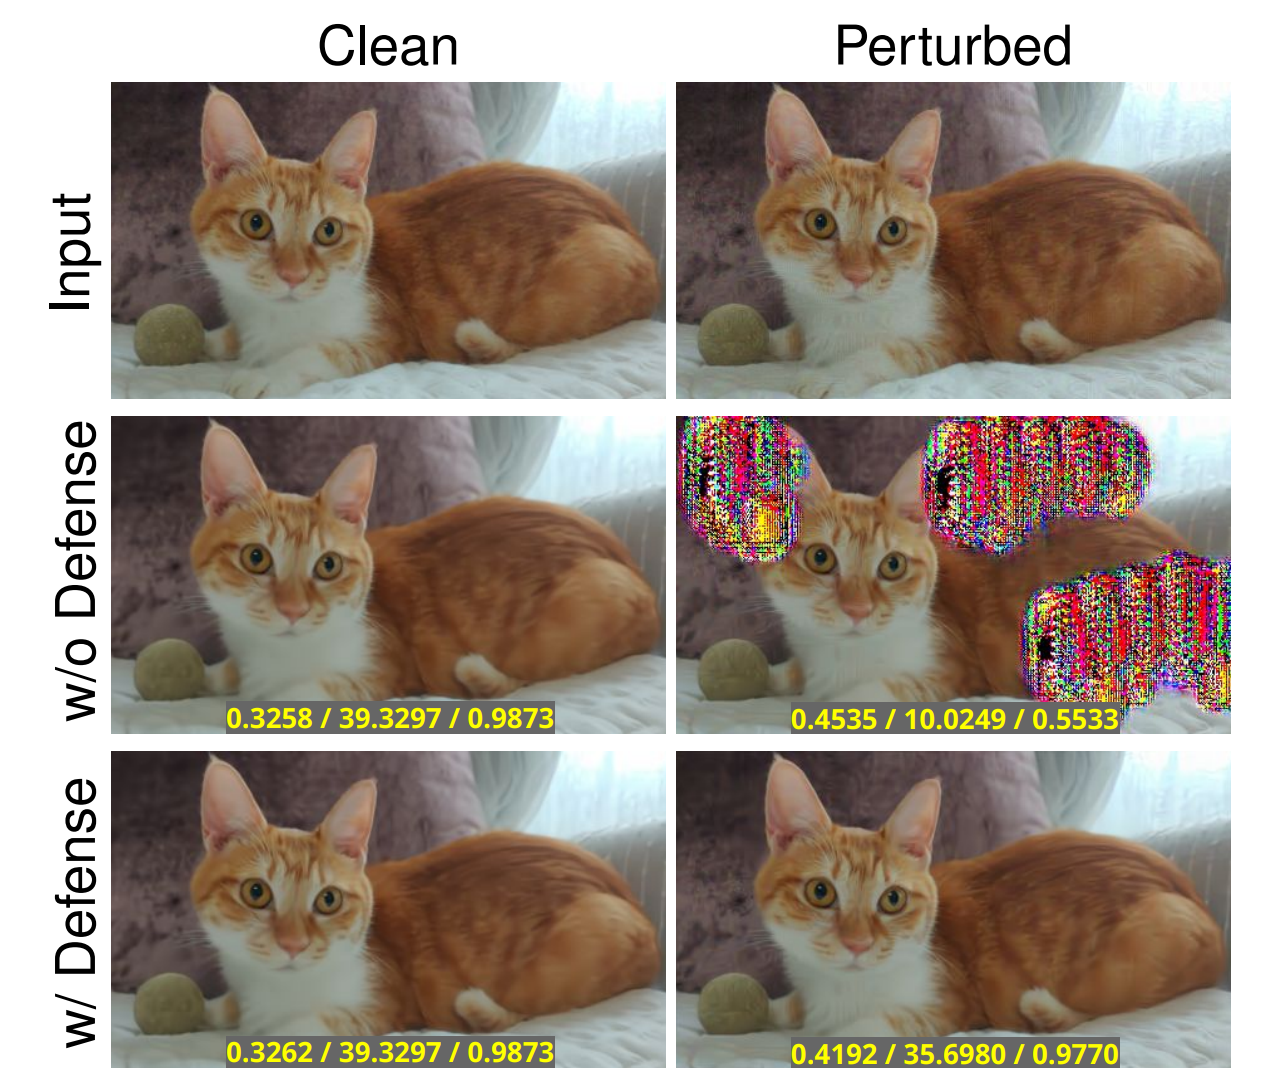 Clean
Perturbed
Input
w/o Defense
0.3258 / 39.3297 / 0.9873
0.4535 / 10.0249 / 0.5533
w/ Defense
0.3262 / 39.3297 / 0.9873
0.4192 / 35.6980 / 0.9770